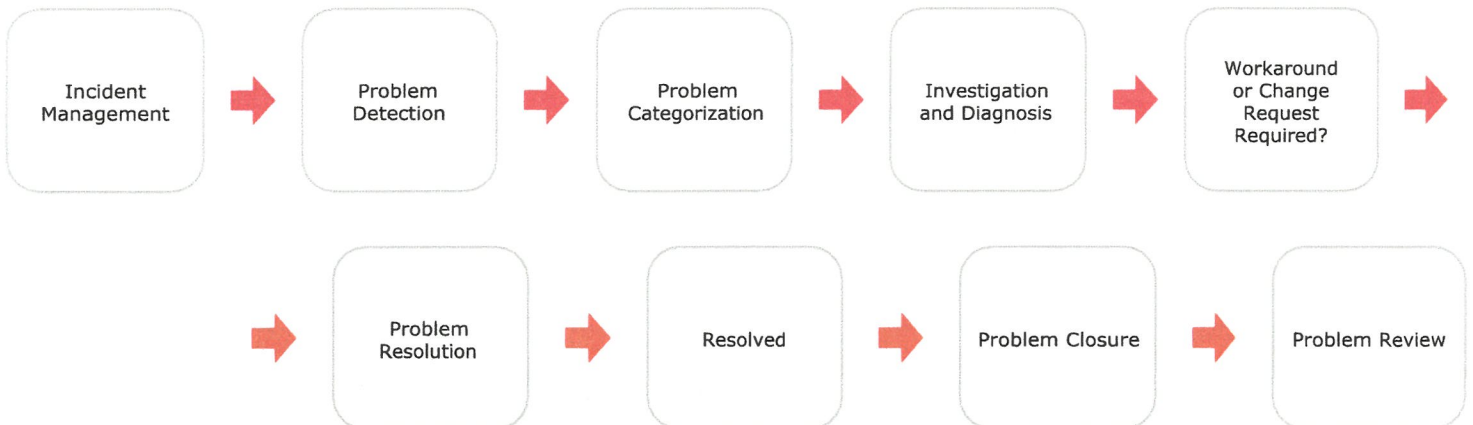 Incident
Management
Problem
Detection
Problem
Categorization
Investigation
and Diagnosis
Workaround
or Change
Request
Required?
Problem
Resolution
Resolved
Problem Closure
Problem Review